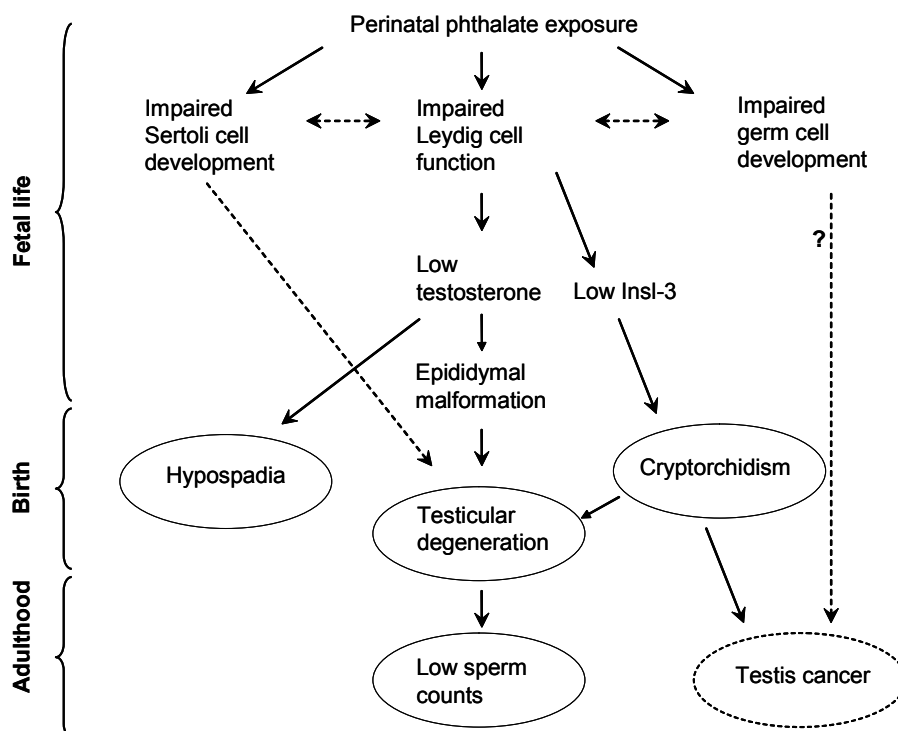 Perinatal phthalate exposure
Impaired
Sertoli cell
development
Impaired
Leydig cell
function
Impaired
germ cell
development
Fetal life
?
Low
testosterone
Low Insl-3
Epididymal
malformation
Birth
Hypospadia
Cryptorchidism
Testicular
degeneration
Adulthood
Low sperm
counts
Testis cancer